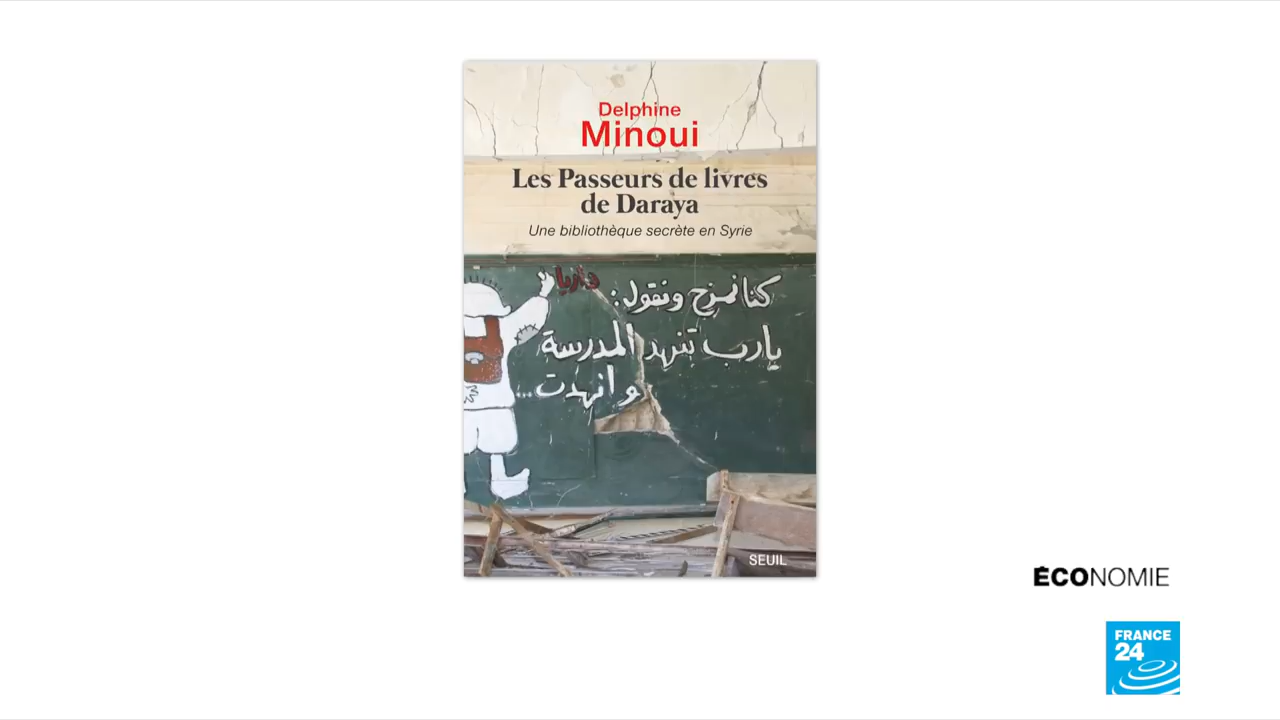 Delphine
Minoui
Les Passeurs de livres
de Daraya
Une bibliothèque secrète en Syrie
داريا
كنا نمزح ونقول:
يارب تنهد المدرسة
وانهدت...
SEUIL
ÉCONOMIE
FRANCE
24